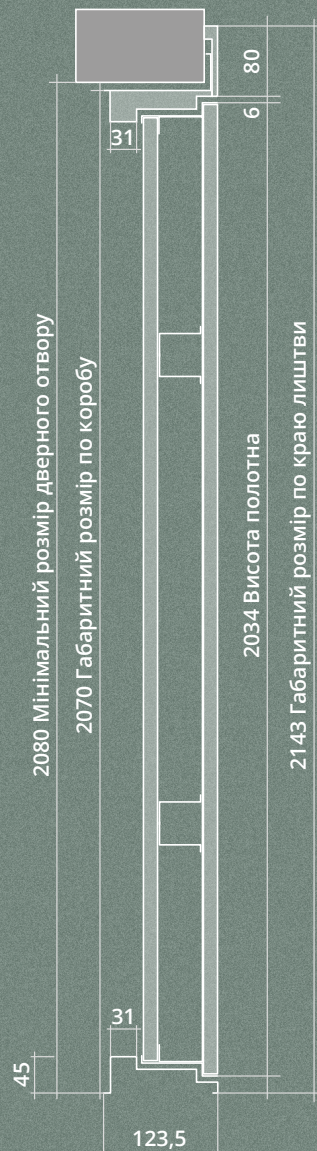 80
6
31
2080 Мінімальний розмір дверного отвору
2070 Габаритний розмір по коробу
2034 Висота полотна
2143 Габаритний розмір по краю лиштви
31
45
123,5